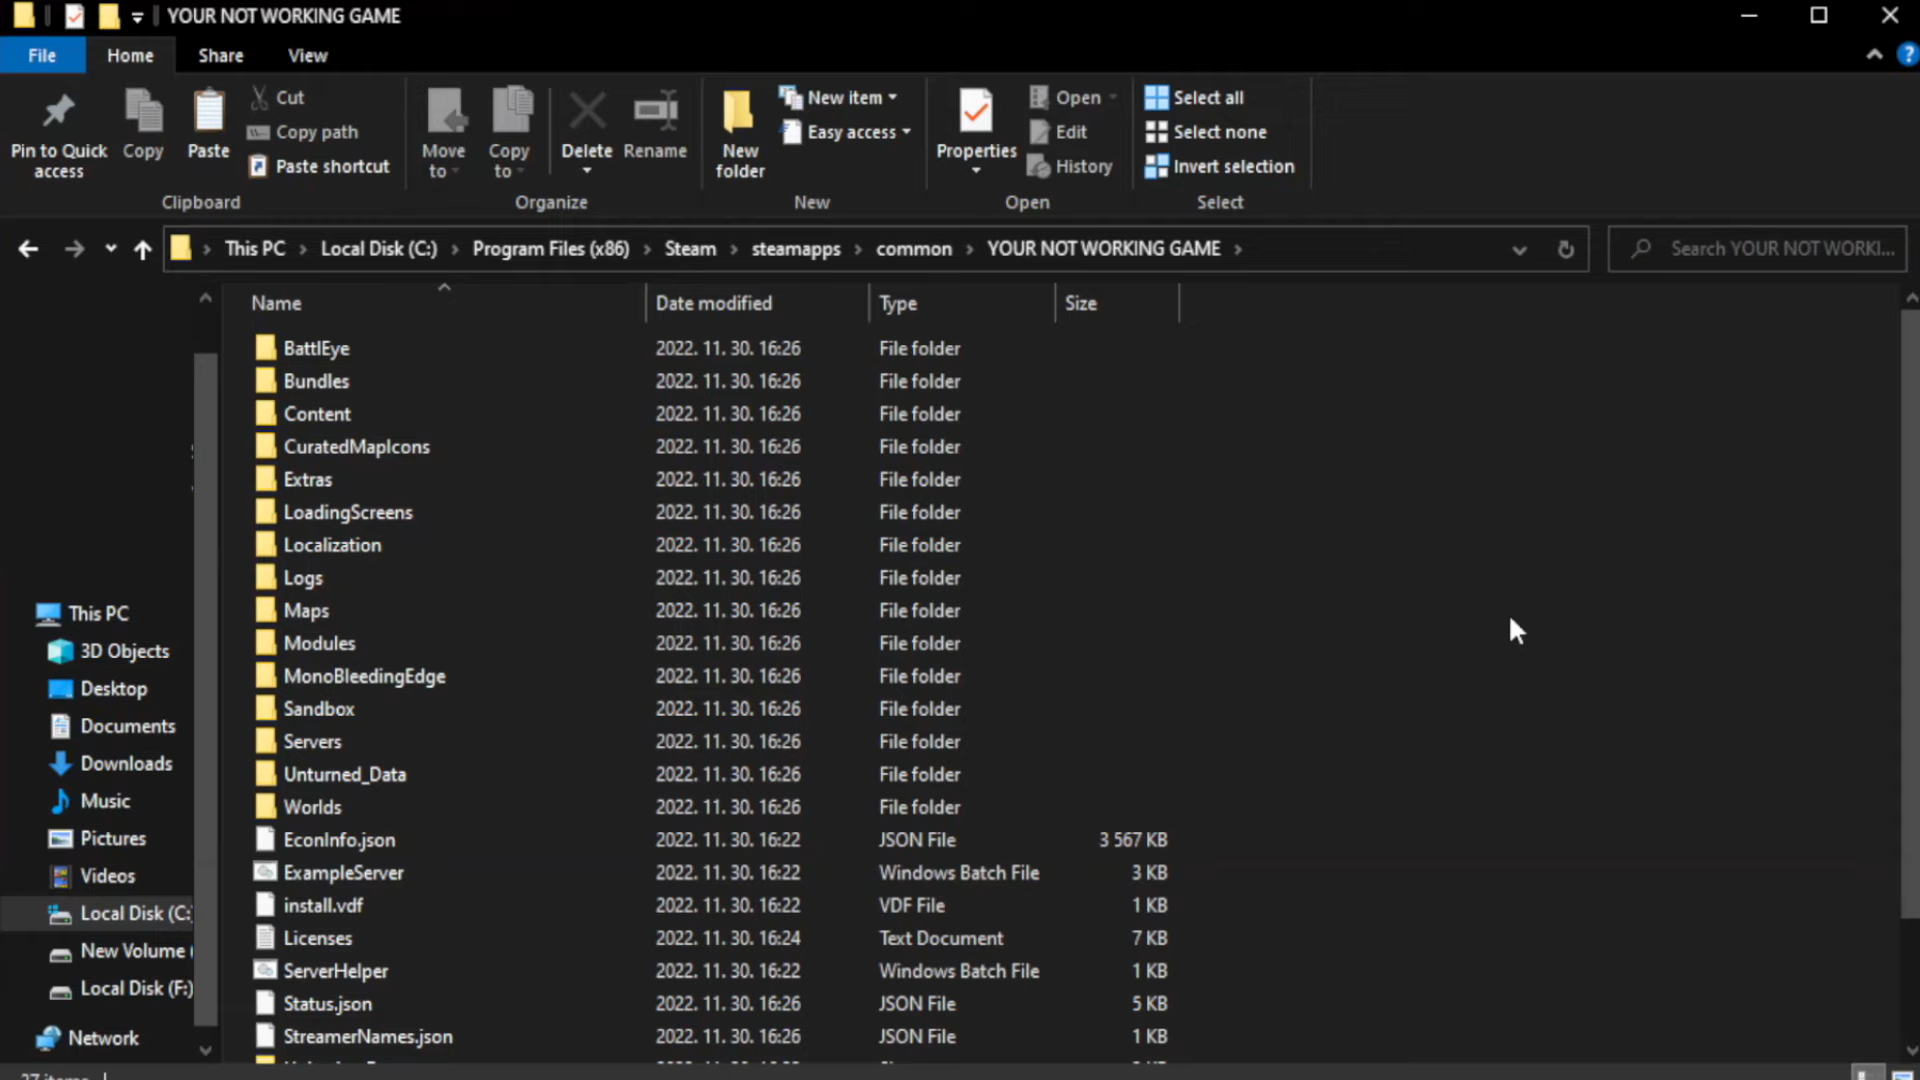 YOUR NOT WORKING GAME
File Home Share View
Pin to Quick access
Copy
Paste
Cut
Copy path
Paste shortcut
Clipboard
Move to
Copy to
Delete
Rename
Organize
New folder
New item
Easy access
New
Properties
Open
Edit
History
Open
Select all
Select none
Invert selection
Select
This PC > Local Disk (C:) > Program Files (x86) > Steam > steamapps > common > YOUR NOT WORKING GAME >
Search YOUR NOT WORKI...
This PC
3D Objects
Desktop
Documents
Downloads
Music
Pictures
Videos
Local Disk (C:
New Volume (
Local Disk (F:)
Network
Name Date modified Type Size
BattlEye 2022. 11. 30. 16:26 File folder
Bundles 2022. 11. 30. 16:26 File folder
Content 2022. 11. 30. 16:26 File folder
CuratedMapIcons 2022. 11. 30. 16:26 File folder
Extras 2022. 11. 30. 16:26 File folder
LoadingScreens 2022. 11. 30. 16:26 File folder
Localization 2022. 11. 30. 16:26 File folder
Logs 2022. 11. 30. 16:26 File folder
Maps 2022. 11. 30. 16:26 File folder
Modules 2022. 11. 30. 16:26 File folder
MonoBleedingEdge 2022. 11. 30. 16:26 File folder
Sandbox 2022. 11. 30. 16:26 File folder
Servers 2022. 11. 30. 16:26 File folder
Unturned_Data 2022. 11. 30. 16:26 File folder
Worlds 2022. 11. 30. 16:26 File folder
EconInfo.json 2022. 11. 30. 16:22 JSON File 3 567 KB
ExampleServer 2022. 11. 30. 16:22 Windows Batch File 3 KB
install.vdf 2022. 11. 30. 16:22 VDF File 1 KB
Licenses 2022. 11. 30. 16:24 Text Document 7 KB
ServerHelper 2022. 11. 30. 16:22 Windows Batch File 1 KB
Status.json 2022. 11. 30. 16:26 JSON File 5 KB
StreamerNames.json 2022. 11. 30. 16:26 JSON File 1 KB